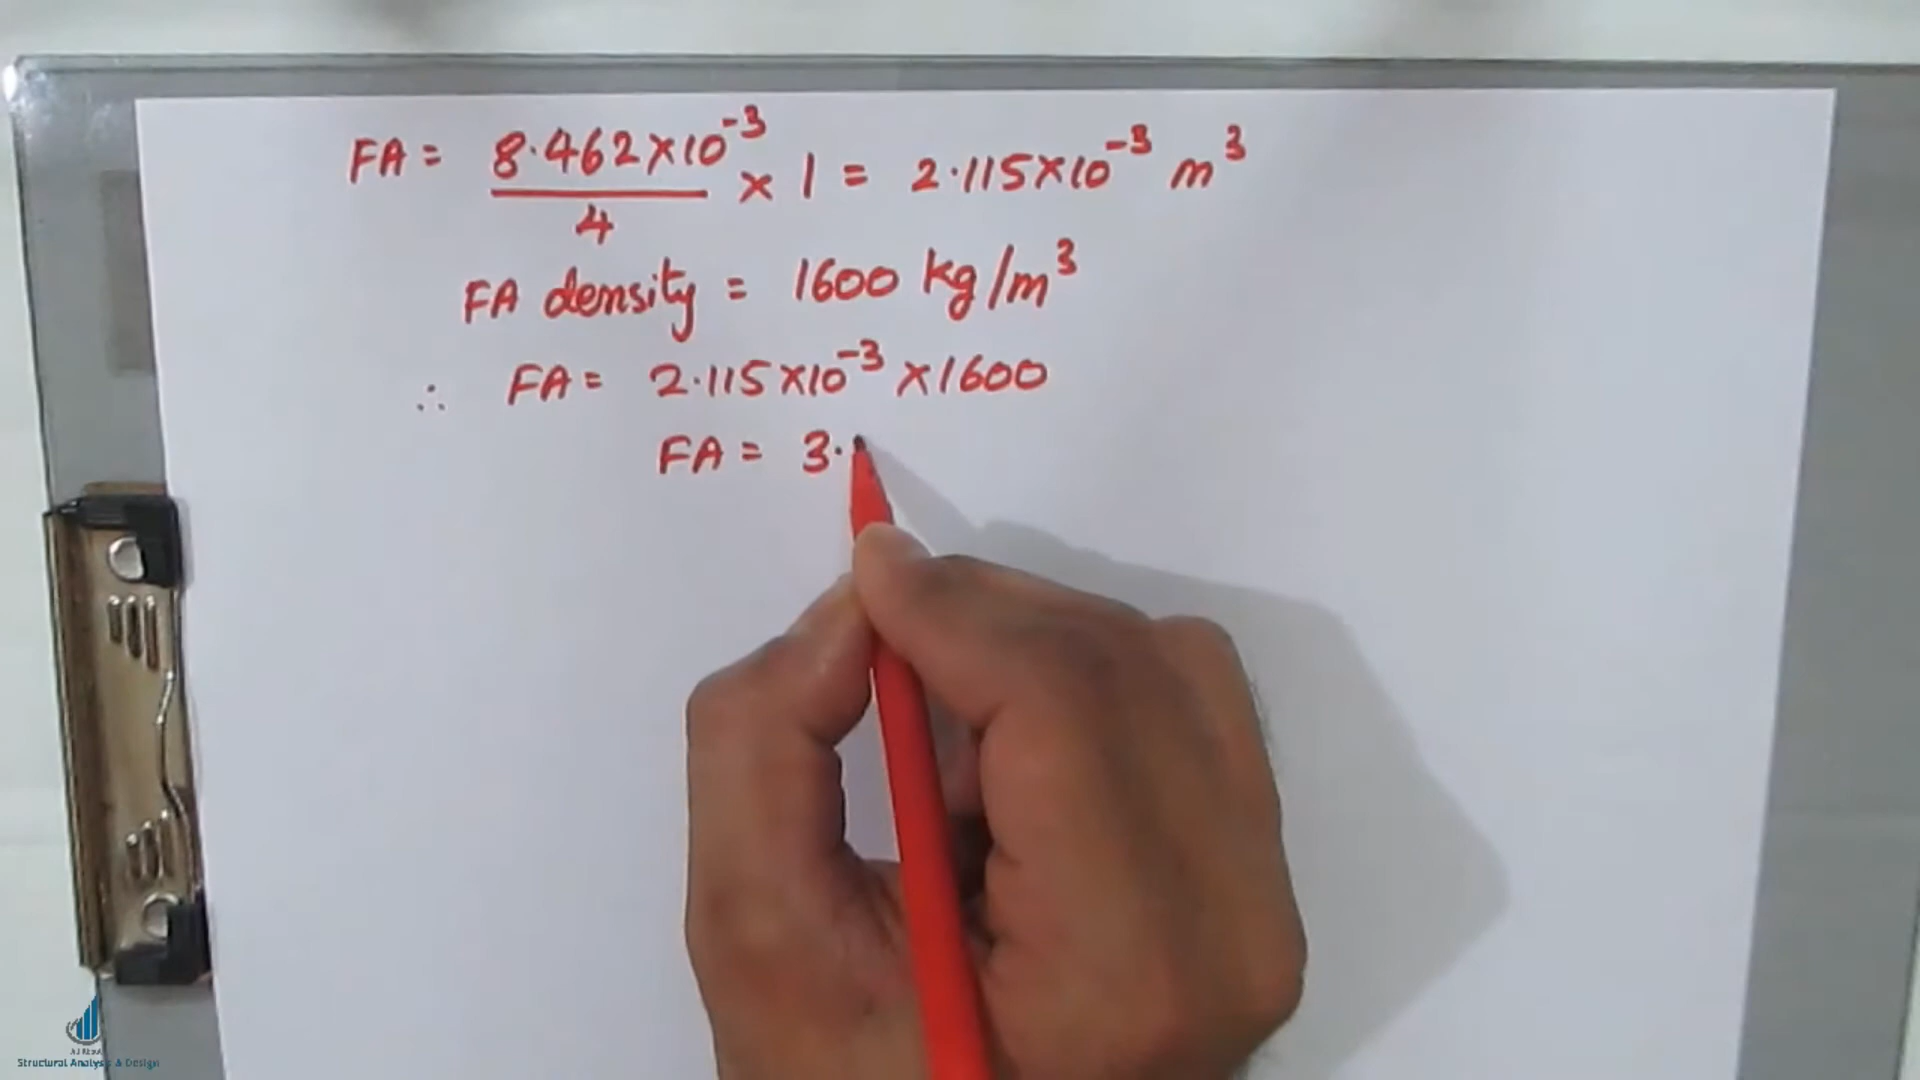 FA = 8.462×10⁻³/4 × 1 = 2.115×10⁻³ m³
FA density = 1600 kg/m³
∴ FA = 2.115×10⁻³ ×1600
FA = 3.
Structural Analysis & Design